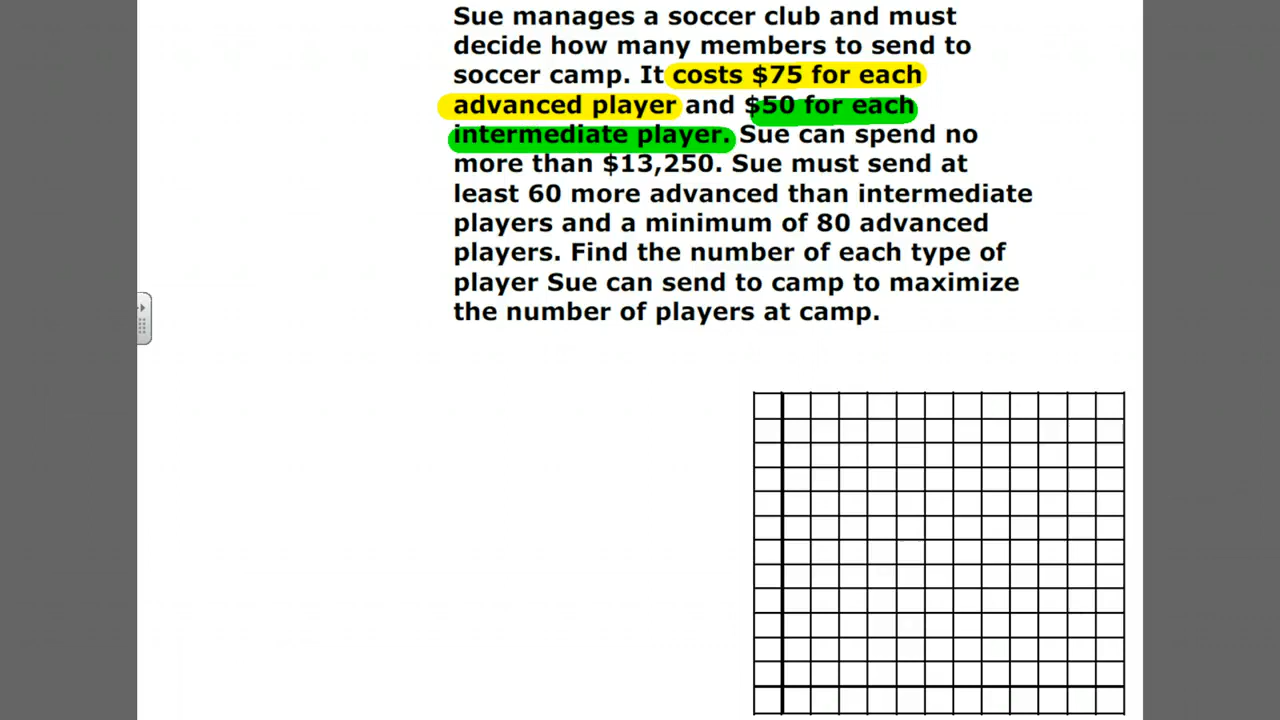 Sue manages a soccer club and must
decide how many members to send to
soccer camp. It costs $75 for each
advanced player and $50 for each
intermediate player. Sue can spend no
more than $13,250. Sue must send at
least 60 more advanced than intermediate
players and a minimum of 80 advanced
players. Find the number of each type of
player Sue can send to camp to maximize
the number of players at camp.